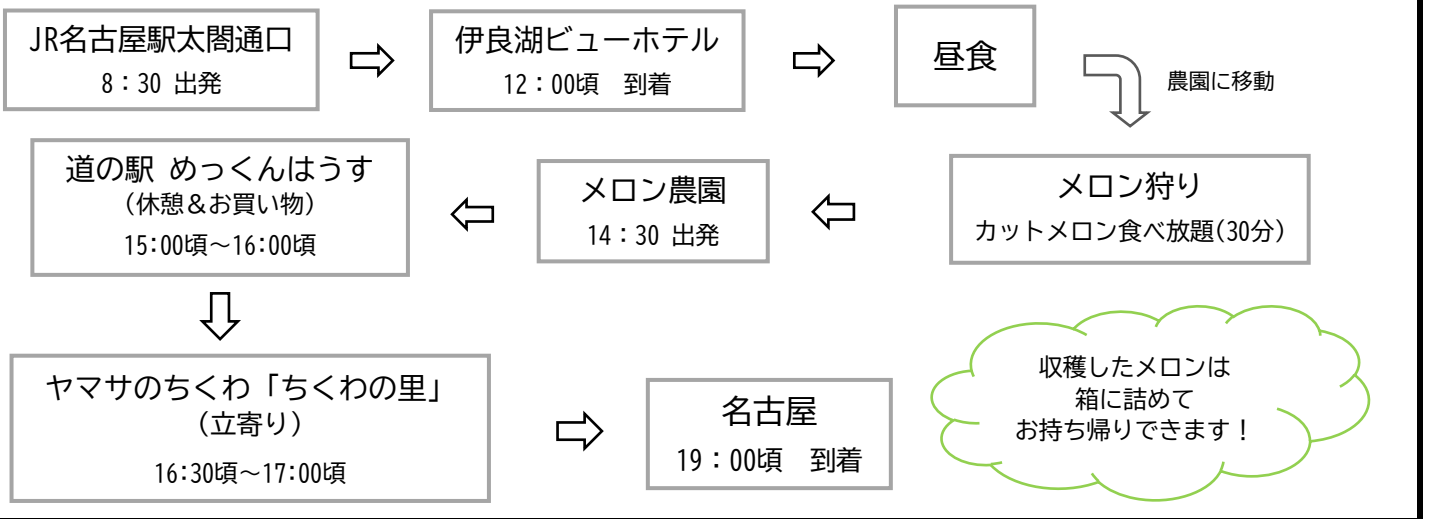 JR名古屋駅太閤通口
8：30 出発
伊良湖ビューホテル
12：00頃　到着
昼食
農園に移動
メロン狩り
カットメロン食べ放題(30分)
メロン農園
14：30 出発
道の駅 めっくんはうす
(休憩＆お買い物)
15:00頃～16:00頃
ヤマサのちくわ「ちくわの里」
(立寄り)
16:30頃～17:00頃
名古屋
19：00頃　到着
収穫したメロンは
箱に詰めて
お持ち帰りできます！